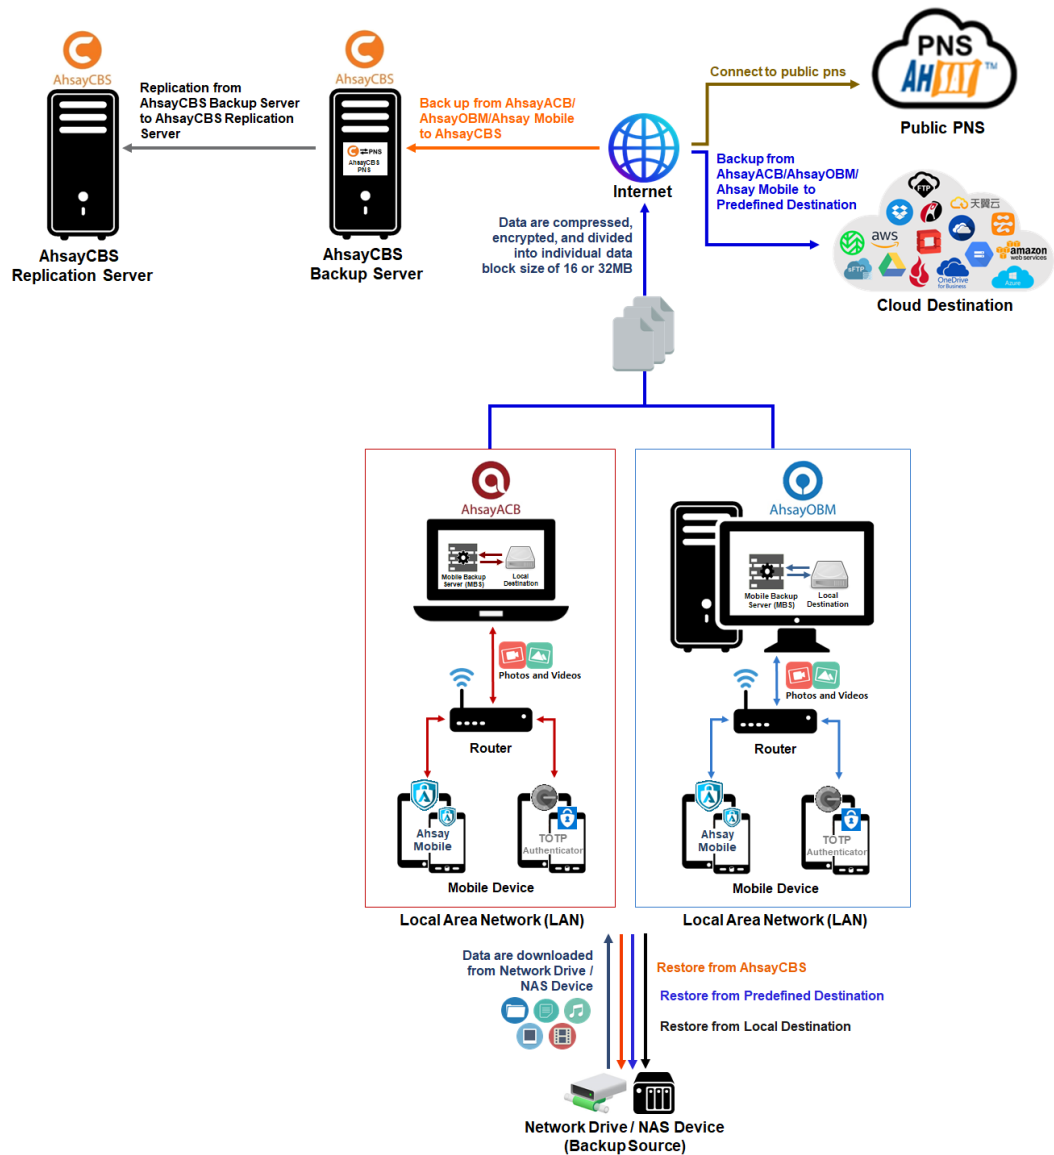 AhsayCBS
AhsayCBS
Replication from
AhsayCBS Backup Server
to AhsayCBS Replication
Server
Back up from AhsayACB/
AhsayOBM/Ahsay Mobile
to AhsayCBS
PNS
AhsayCBS
PNS
AhsayCBS
Replication Server
AhsayCBS
Backup Server
Internet
Connect to public pns
PNS
AHSAY™
Public PNS
Backup from
AhsayACB/AhsayOBM/
Ahsay Mobile to
Predefined Destination
FTP
天翼云
aws
amazon
web services
sFTP
OneDrive
for Business
Azure
Cloud Destination
Data are compressed,
encrypted, and divided
into individual data
block size of 16 or 32MB
AhsayACB
Mobile Backup
Server (MBS)
Local
Destination
Photos and Videos
Router
Ahsay
Mobile
TOTP
Authenticator
Mobile Device
Local Area Network (LAN)
AhsayOBM
Mobile Backup
Server (MBS)
Local
Destination
Photos and Videos
Router
Ahsay
Mobile
TOTP
Authenticator
Mobile Device
Local Area Network (LAN)
Data are downloaded
from Network Drive /
NAS Device
Restore from AhsayCBS
Restore from Predefined Destination
Restore from Local Destination
Network Drive / NAS Device
(Backup Source)